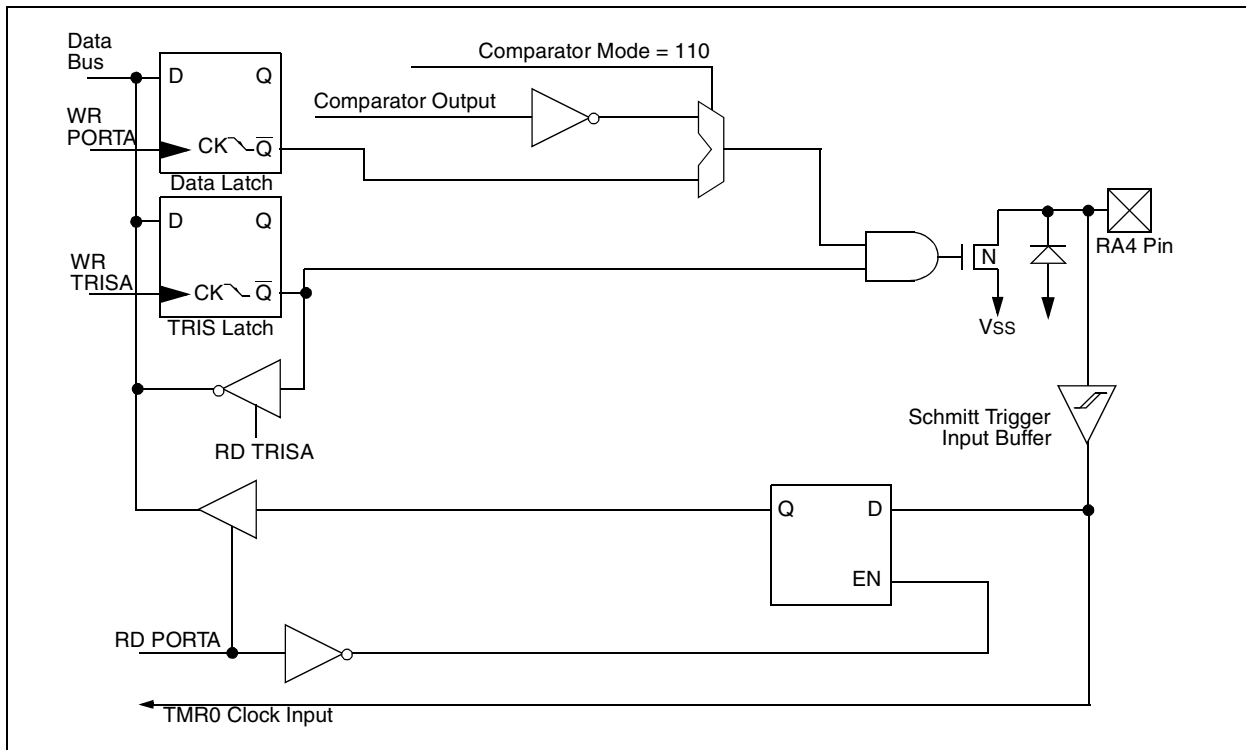 Data
Bus
D Q
WR
PORTA
CK Q̅
Data Latch
Comparator Mode = 110
Comparator Output
D Q
WR
TRISA
CK Q̅
TRIS Latch
N
VSS
RA4 Pin
RD TRISA
Schmitt Trigger
Input Buffer
Q D
EN
RD PORTA
TMR0 Clock Input